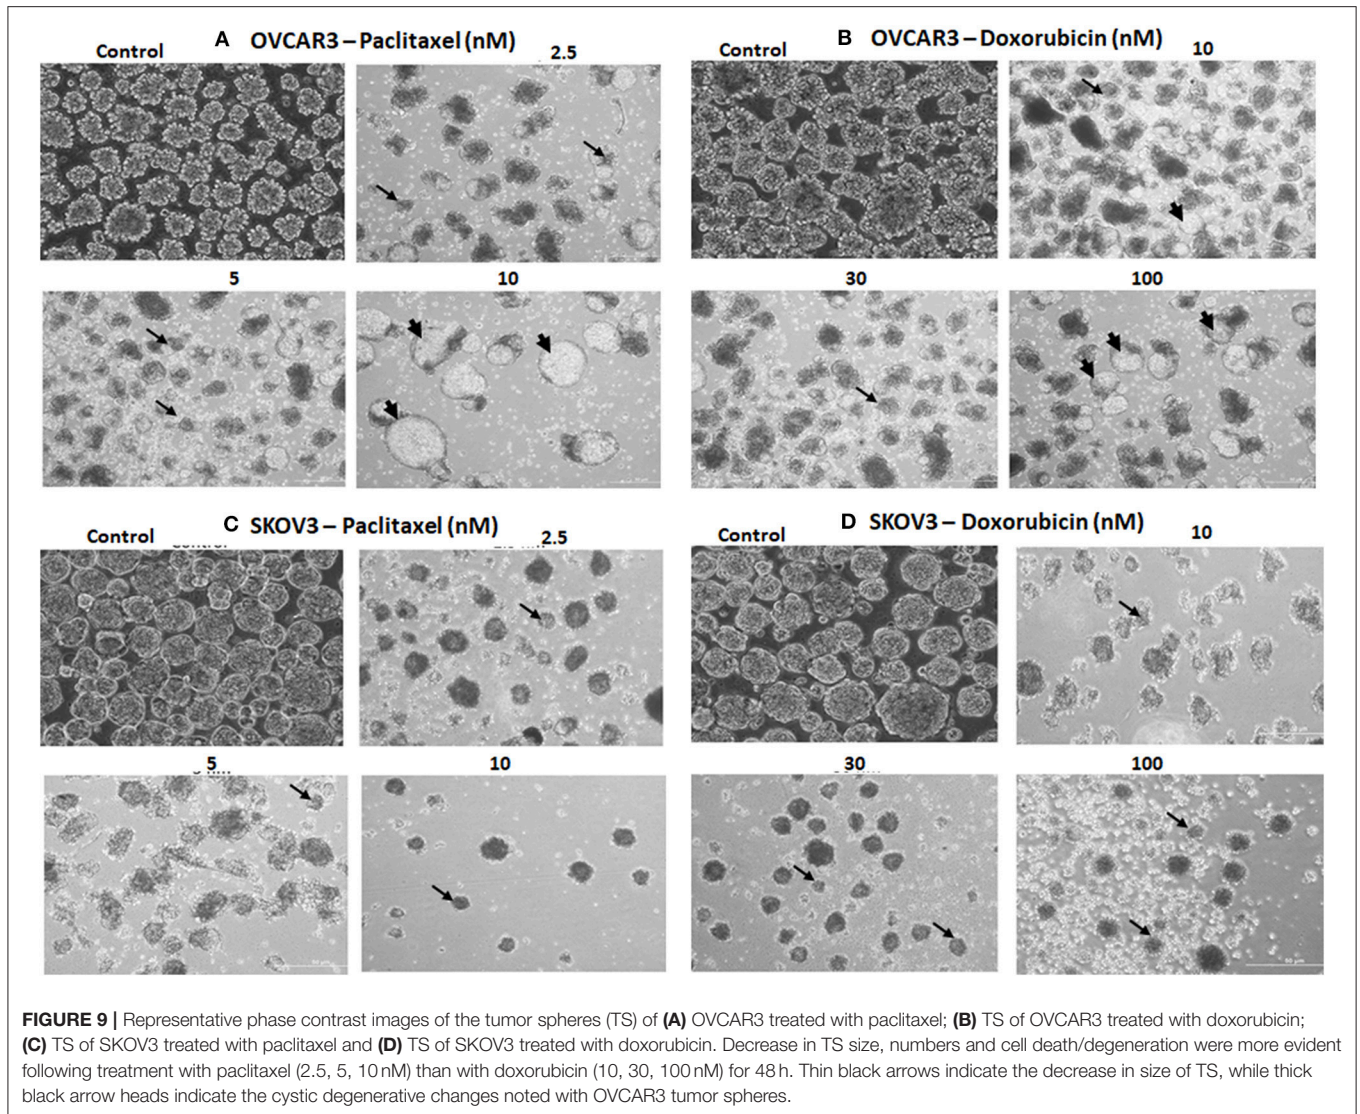 A OVCAR3 – Paclitaxel (nM)
Control
2.5
5
10
B OVCAR3 – Doxorubicin (nM)
Control
10
30
100
C SKOV3 – Paclitaxel (nM)
Control
2.5
5
10
D SKOV3 – Doxorubicin (nM)
Control
10
30
100
50 µm
FIGURE 9 | Representative phase contrast images of the tumor spheres (TS) of (A) OVCAR3 treated with paclitaxel; (B) TS of OVCAR3 treated with doxorubicin;
(C) TS of SKOV3 treated with paclitaxel and (D) TS of SKOV3 treated with doxorubicin. Decrease in TS size, numbers and cell death/degeneration were more evident
following treatment with paclitaxel (2.5, 5, 10 nM) than with doxorubicin (10, 30, 100 nM) for 48 h. Thin black arrows indicate the decrease in size of TS, while thick
black arrow heads indicate the cystic degenerative changes noted with OVCAR3 tumor spheres.